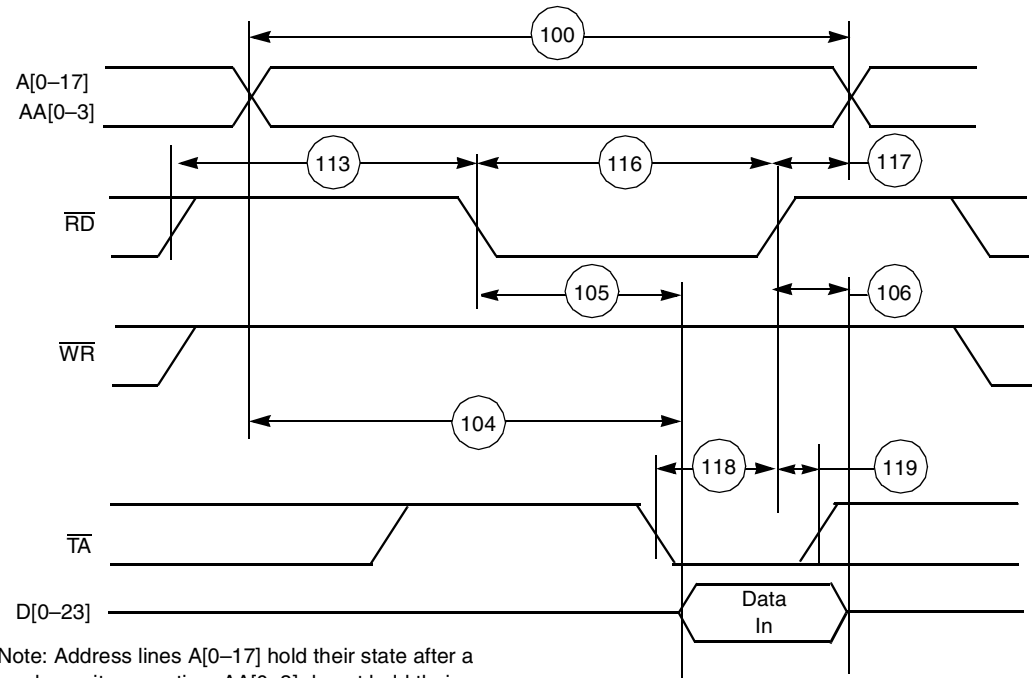 100
A[0–17]
AA[0–3]
113
116
117
RD
105
106
WR
104
118
119
TA
D[0–23]
Data
In
Note: Address lines A[0–17] hold their state after a